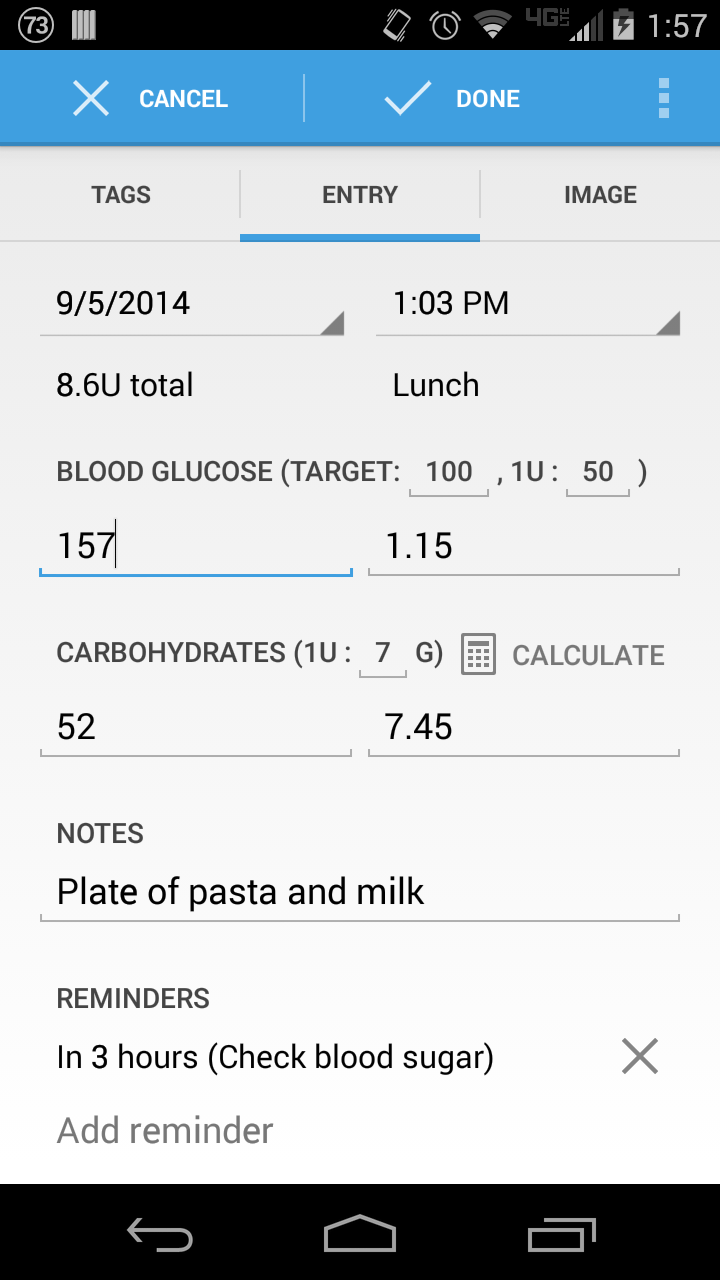 73 4G LTE 1:57
CANCEL DONE
TAGS ENTRY IMAGE
9/5/2014 1:03 PM
8.6U total Lunch
BLOOD GLUCOSE (TARGET: 100 , 1U : 50 )
157 1.15
CARBOHYDRATES (1U : 7 G) CALCULATE
52 7.45
NOTES
Plate of pasta and milk
REMINDERS
In 3 hours (Check blood sugar)
Add reminder